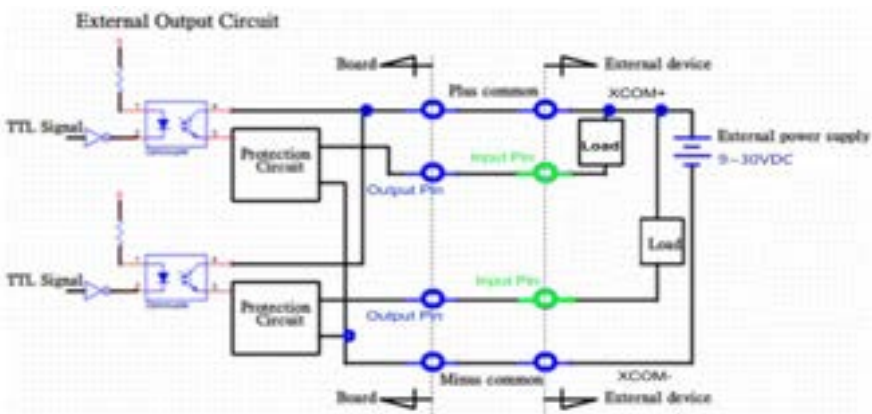 External Output Circuit
Board
External device
Plus common
XCOM+
TTL Signal
Protection
Circuit
Load
Input Pin
Output Pin
External power supply
9~30VDC
Load
TTL Signal
Protection
Circuit
Input Pin
Output Pin
Minus common
XCOM-
Board
External device